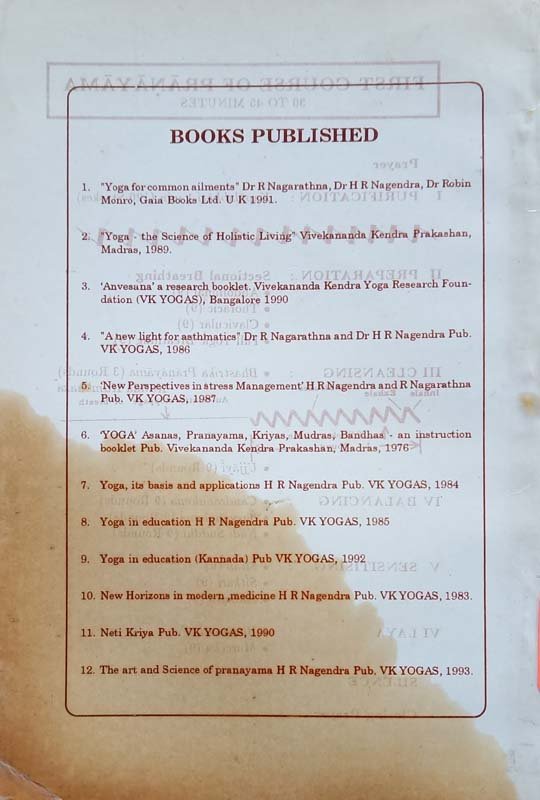 BOOKS PUBLISHED
1. "Yoga for common ailments" Dr R Nagarathna, Dr H R Nagendra, Dr Robin
Monro, Gaia Books Ltd. U K 1991.
2. "Yoga - the Science of Holistic Living" Vivekananda Kendra Prakashan,
Madras, 1989.
3. 'Anvesana' a research booklet. Vivekananda Kendra Yoga Research Foun-
dation (VK YOGAS), Bangalore 1990
4. "A new light for asthmatics" Dr R Nagarathna and Dr H R Nagendra Pub.
VK YOGAS, 1986
5. 'New Perspectives in stress Management' H R Nagendra and R Nagarathna
Pub. VK YOGAS, 1987
6. 'YOGA' Asanas, Pranayama, Kriyas, Mudras, Bandhas - an instruction
booklet Pub. Vivekananda Kendra Prakashan, Madras, 1976
7. Yoga, its basis and applications H R Nagendra Pub. VK YOGAS, 1984
8. Yoga in education H R Nagendra Pub. VK YOGAS, 1985
9. Yoga in education (Kannada) Pub VK YOGAS, 1992
10. New Horizons in modern ,medicine H R Nagendra Pub. VK YOGAS, 1983.
11. Neti Kriya Pub. VK YOGAS, 1990
12. The art and Science of pranayama H R Nagendra Pub. VK YOGAS, 1993.